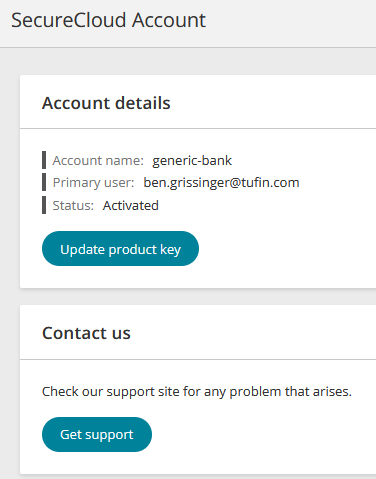 SecureCloud Account
Account details
Account name: generic-bank
Primary user: ben.grissinger@tufin.com
Status: Activated
Update product key
Contact us
Check our support site for any problem that arises.
Get support